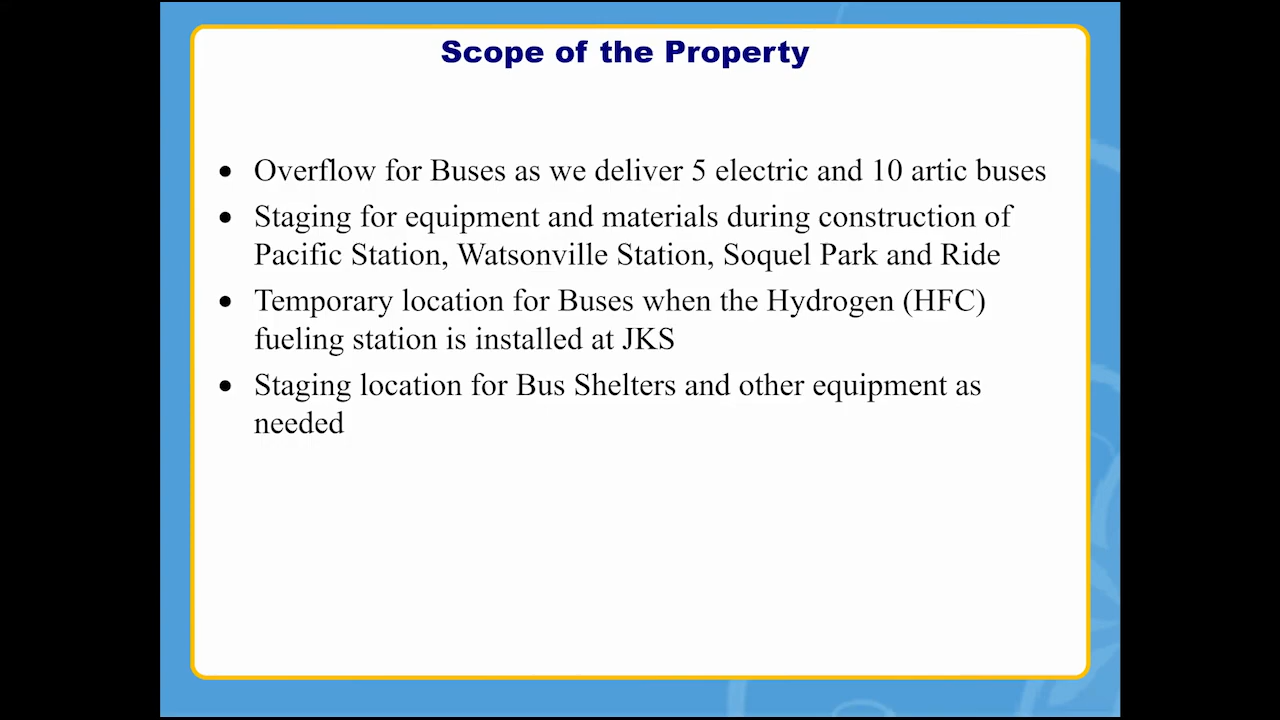 Scope of the Property
• Overflow for Buses as we deliver 5 electric and 10 artic buses
• Staging for equipment and materials during construction of
Pacific Station, Watsonville Station, Soquel Park and Ride
• Temporary location for Buses when the Hydrogen (HFC)
fueling station is installed at JKS
• Staging location for Bus Shelters and other equipment as
needed